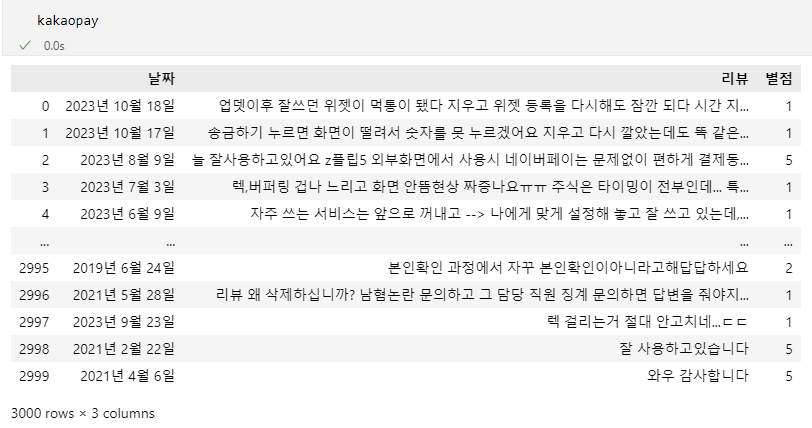 kakaopay
0.0s
날짜 리뷰 별점
0 2023년 10월 18일 업뎃이후 잘쓰던 위젯이 먹통이 됐다 지우고 위젯 등록을 다시해도 잠깐 되다 시간 지... 1
1 2023년 10월 17일 송금하기 누르면 화면이 떨려서 숫자를 못 누르겠어요 지우고 다시 깔았는데도 똑 같은... 1
2 2023년 8월 9일 늘 잘사용하고있어요 z플립5 외부화면에서 사용시 네이버페이는 문제없이 편하게 결제동... 5
3 2023년 7월 3일 렉,버퍼링 겁나 느리고 화면 안뜸현상 짜증나요ㅠㅠ 주식은 타이밍이 전부인데... 특... 1
4 2023년 6월 9일 자주 쓰는 서비스는 앞으로 꺼내고 --> 나에게 맞게 설정해 놓고 잘 쓰고 있는데,... 1
... ... ... ...
2995 2019년 6월 24일 본인확인 과정에서 자꾸 본인확인이아니라고해답답하세요 2
2996 2021년 5월 28일 리뷰 왜 삭제하십니까? 남혐논란 문의하고 그 담당 직원 징계 문의하면 답변을 줘야지... 1
2997 2023년 9월 23일 렉 걸리는거 절대 안고치네...ㄷㄷ 1
2998 2021년 2월 22일 잘 사용하고있습니다 5
2999 2021년 4월 6일 와우 감사합니다 5
3000 rows × 3 columns